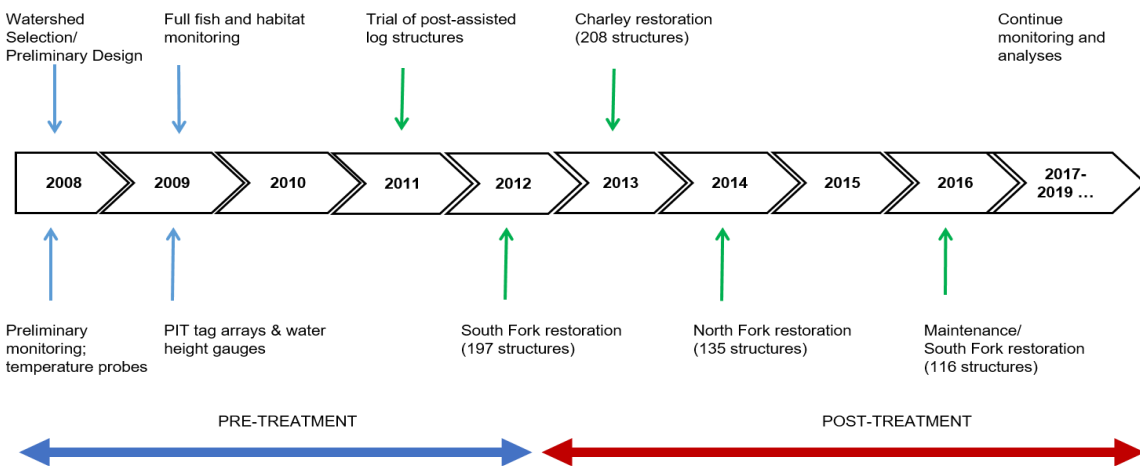 Watershed
Selection/
Preliminary Design
Full fish and habitat
monitoring
Trial of post-assisted
log structures
Charley restoration
(208 structures)
Continue
monitoring and
analyses
2008
2009
2010
2011
2012
2013
2014
2015
2016
2017-
2019 ...
Preliminary
monitoring;
temperature probes
PIT tag arrays & water
height gauges
South Fork restoration
(197 structures)
North Fork restoration
(135 structures)
Maintenance/
South Fork restoration
(116 structures)
PRE-TREATMENT
POST-TREATMENT